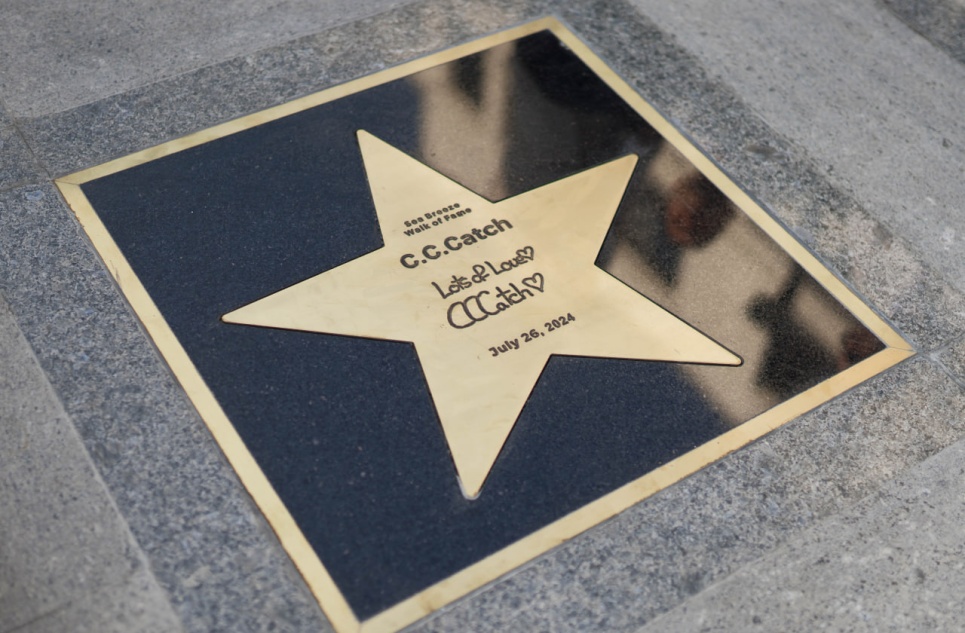 Sea Breeze
Walk of Fame
C.C.Catch
Lots of Love♡
CCCatch♡
July 26, 2024